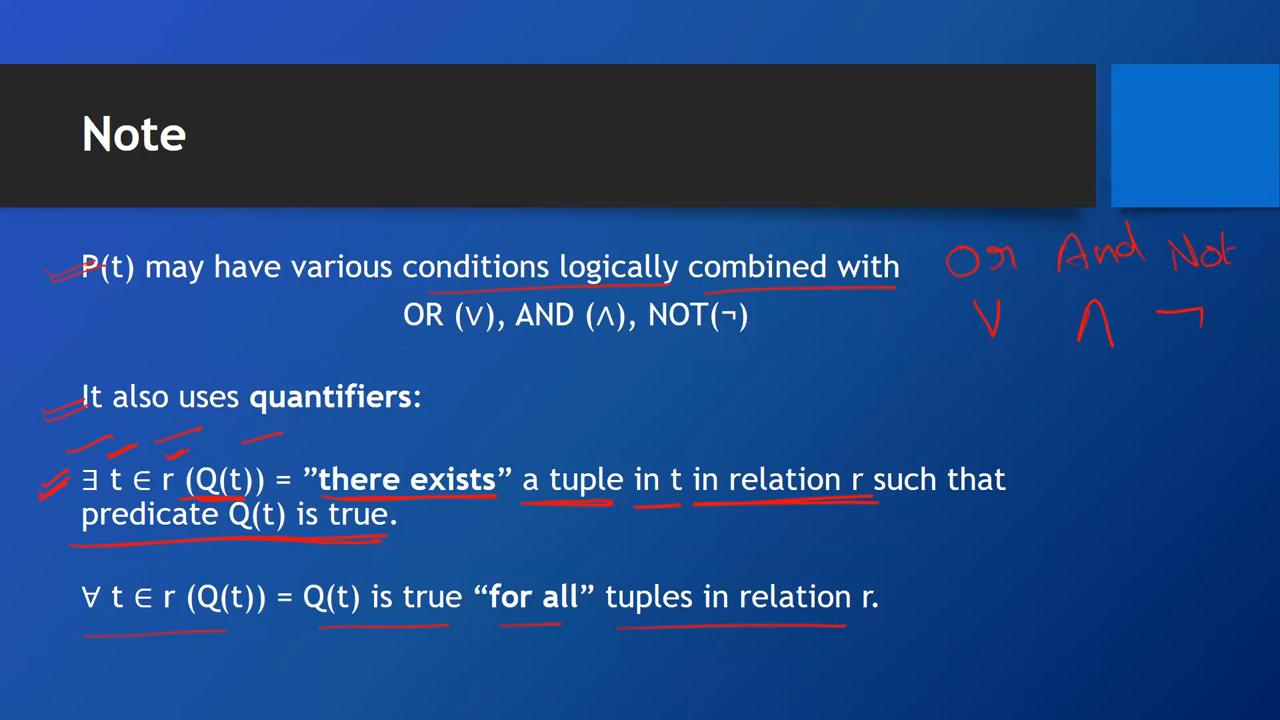 Note
P(t) may have various conditions logically combined with
OR (∨), AND (∧), NOT(¬)
Or And Not
∨ ∧ ¬
It also uses quantifiers:
∃ t ∈ r (Q(t)) = ”there exists” a tuple in t in relation r such that
predicate Q(t) is true.
∀ t ∈ r (Q(t)) = Q(t) is true “for all” tuples in relation r.